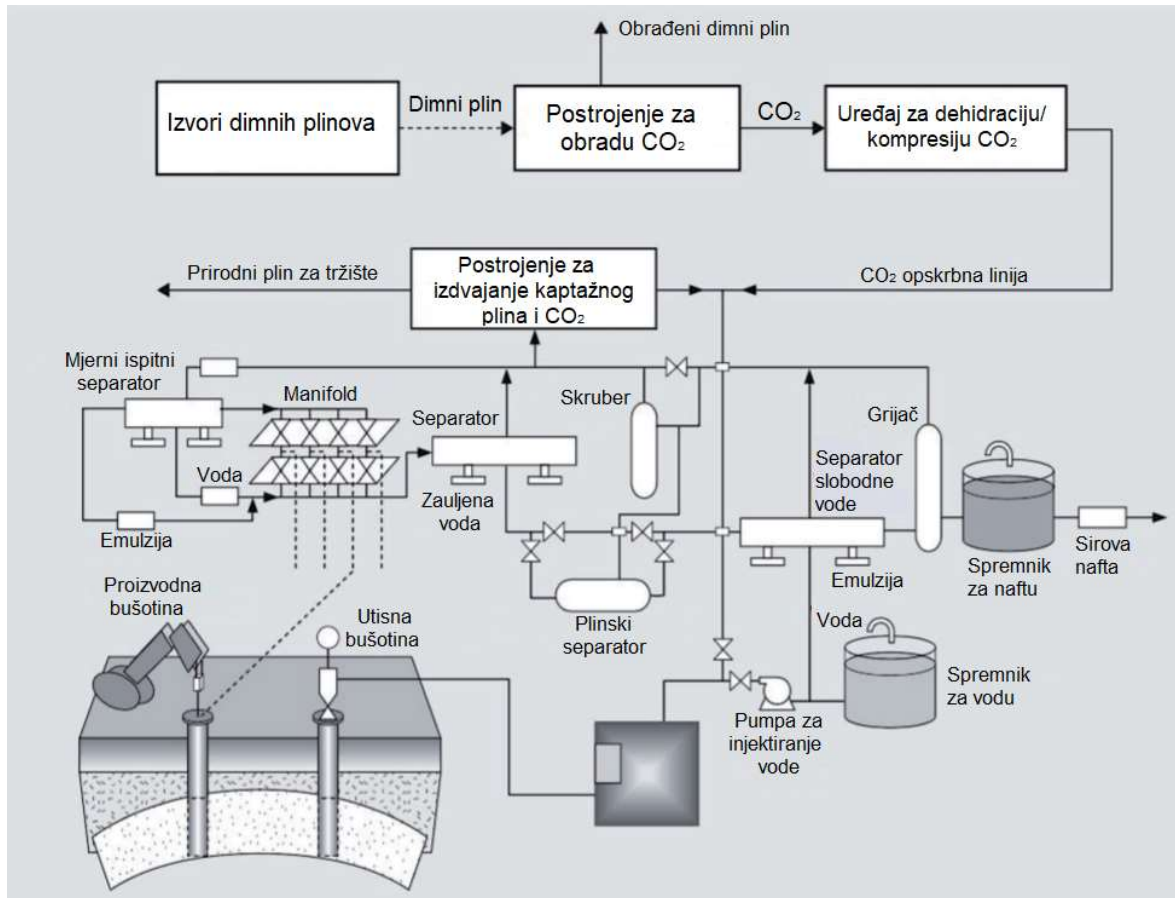 Obrađeni dimni plin
Izvori dimnih plinova
Dimni plin
Postrojenje za
obradu CO₂
CO₂
Uređaj za dehidraciju/
kompresiju CO₂
Prirodni plin za tržište
Postrojenje za
izdvajanje kaptažnog
plina i CO₂
CO₂ opskrbna linija
Mjerni ispitni
separator
Manifold
Separator
Skruber
Grijač
Voda
Zauljena
voda
Separator
slobodne
vode
Emulzija
Emulzija
Spremnik
za naftu
Sirova
nafta
Proizvodna
bušotina
Utisna
bušotina
Plinski
separator
Voda
Spremnik
za vodu
Pumpa za
injektiranje
vode